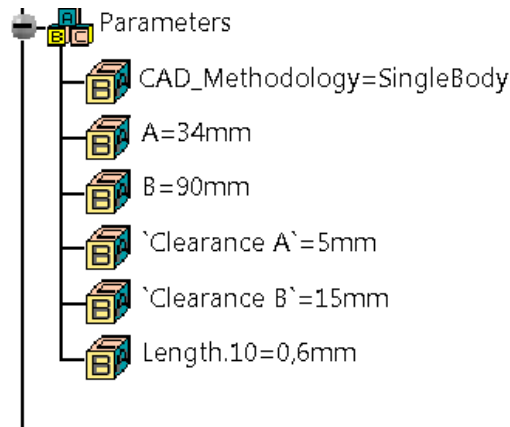 Parameters
CAD_Methodology=SingleBody
A=34mm
B=90mm
`Clearance A`=5mm
`Clearance B`=15mm
Length.10=0,6mm